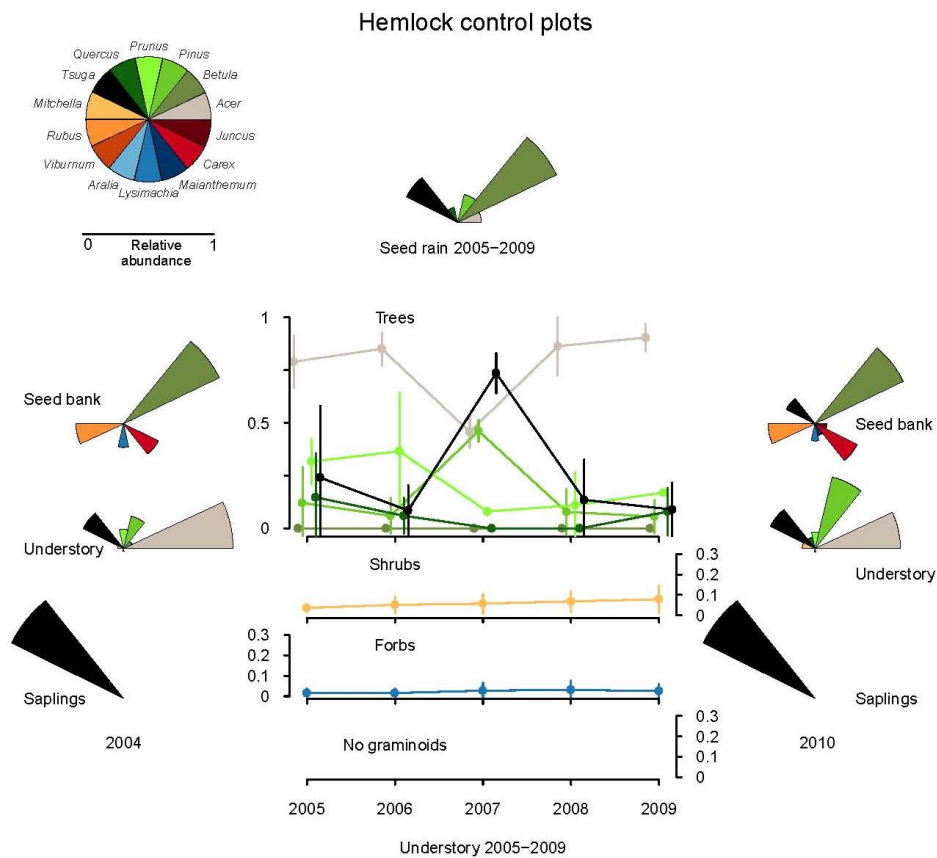 Hemlock control plots
Prunus
Quercus
Pinus
Tsuga
Betula
Mitchella
Acer
Rubus
Juncus
Viburnum
Carex
Aralia
Lysimachia
Maianthemum
0 Relative abundance 1
Seed rain 2005−2009
Trees
1
0.5
0
Seed bank
Understory
Saplings
2004
Seed bank
Understory
Saplings
2010
Shrubs
0.3
0.2
0.1
0
Forbs
0.3
0.2
0.1
0
No graminoids
0.3
0.2
0.1
0
2005 2006 2007 2008 2009
Understory 2005−2009